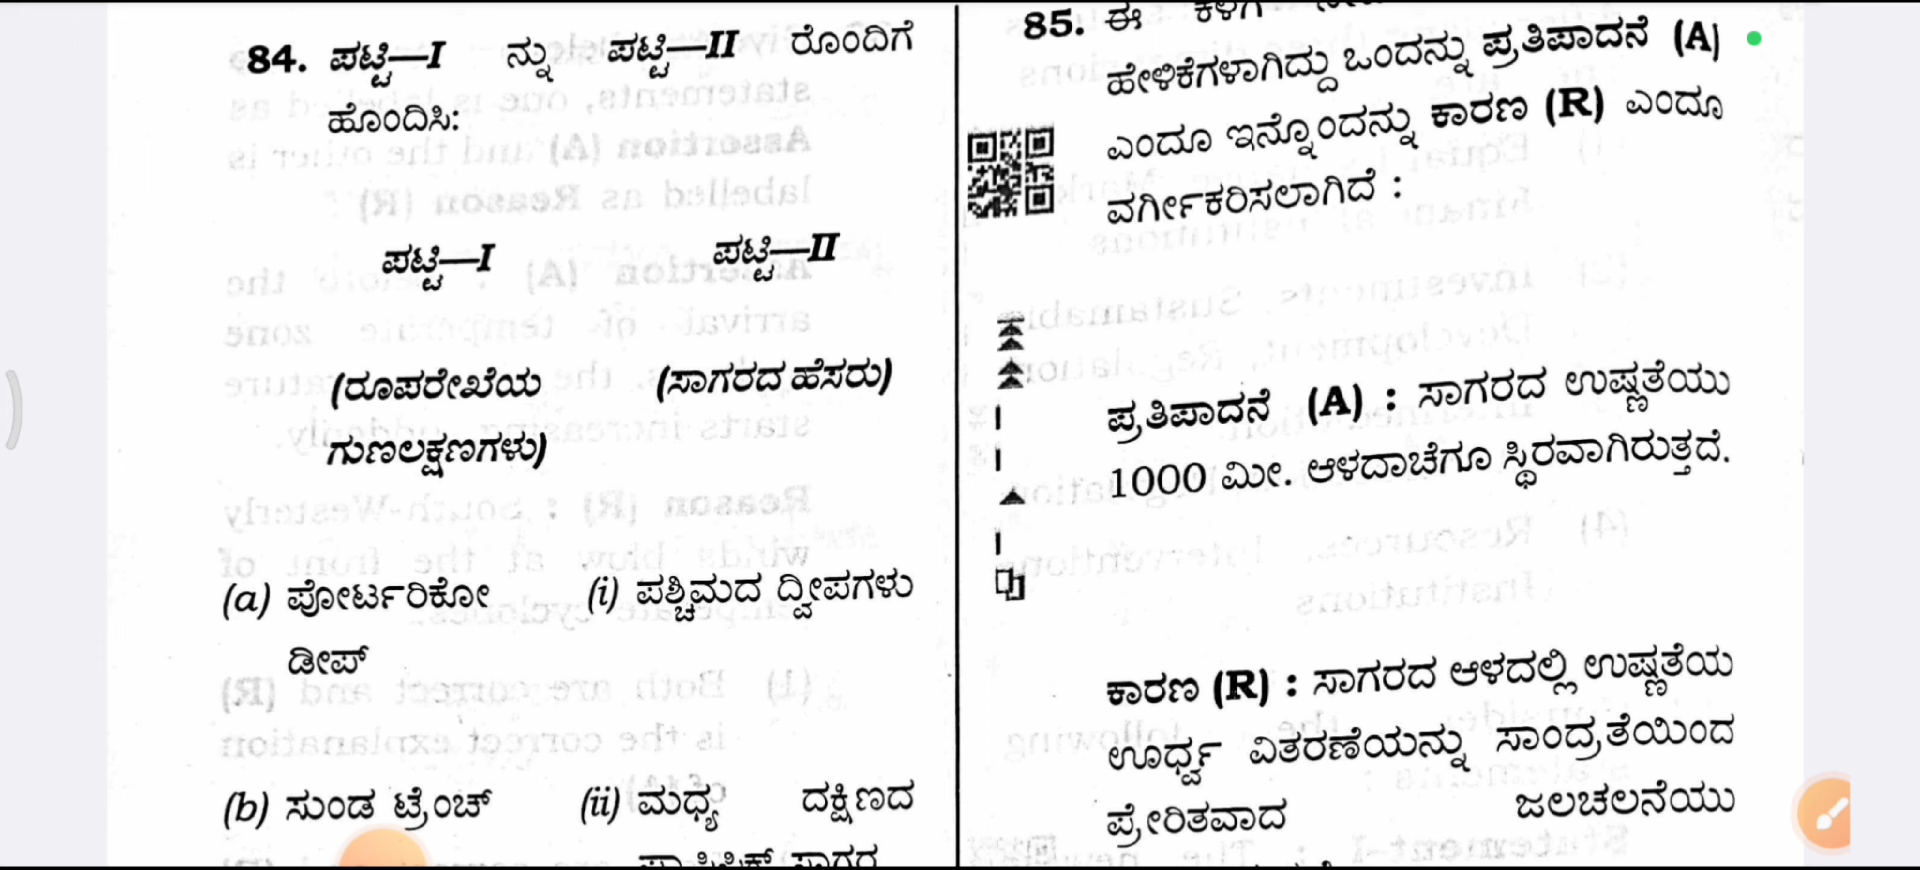 84. ಪಟ್ಟಿ—I ನ್ನು ಪಟ್ಟಿ—II ರೊಂದಿಗೆ
ಹೊಂದಿಸಿ:
ಪಟ್ಟಿ—I ಪಟ್ಟಿ—II
(ರೂಪರೇಖೆಯ (ಸಾಗರದ ಹೆಸರು)
ಗುಣಲಕ್ಷಣಗಳು)
(a) ಪೋರ್ಟರಿಕೋ (i) ಪಶ್ಚಿಮದ ದ್ವೀಪಗಳು
ಡೀಪ್
(b) ಸುಂಡ ಟ್ರೆಂಚ್ (ii) ಮಧ್ಯ ದಕ್ಷಿಣದ
85. ಈ
ಹೇಳಿಕೆಗಳಾಗಿದ್ದು ಒಂದನ್ನು ಪ್ರತಿಪಾದನೆ (A)
ಎಂದೂ ಇನ್ನೊಂದನ್ನು ಕಾರಣ (R) ಎಂದೂ
ವರ್ಗೀಕರಿಸಲಾಗಿದೆ :
ಪ್ರತಿಪಾದನೆ (A) : ಸಾಗರದ ಉಷ್ಣತೆಯು
1000 ಮೀ. ಆಳದಾಚೆಗೂ ಸ್ಥಿರವಾಗಿರುತ್ತದೆ.
ಕಾರಣ (R) : ಸಾಗರದ ಆಳದಲ್ಲಿ ಉಷ್ಣತೆಯ
ಊರ್ಧ್ವ ವಿತರಣೆಯನ್ನು ಸಾಂದ್ರತೆಯಿಂದ
ಪ್ರೇರಿತವಾದ ಜಲಚಲನೆಯು